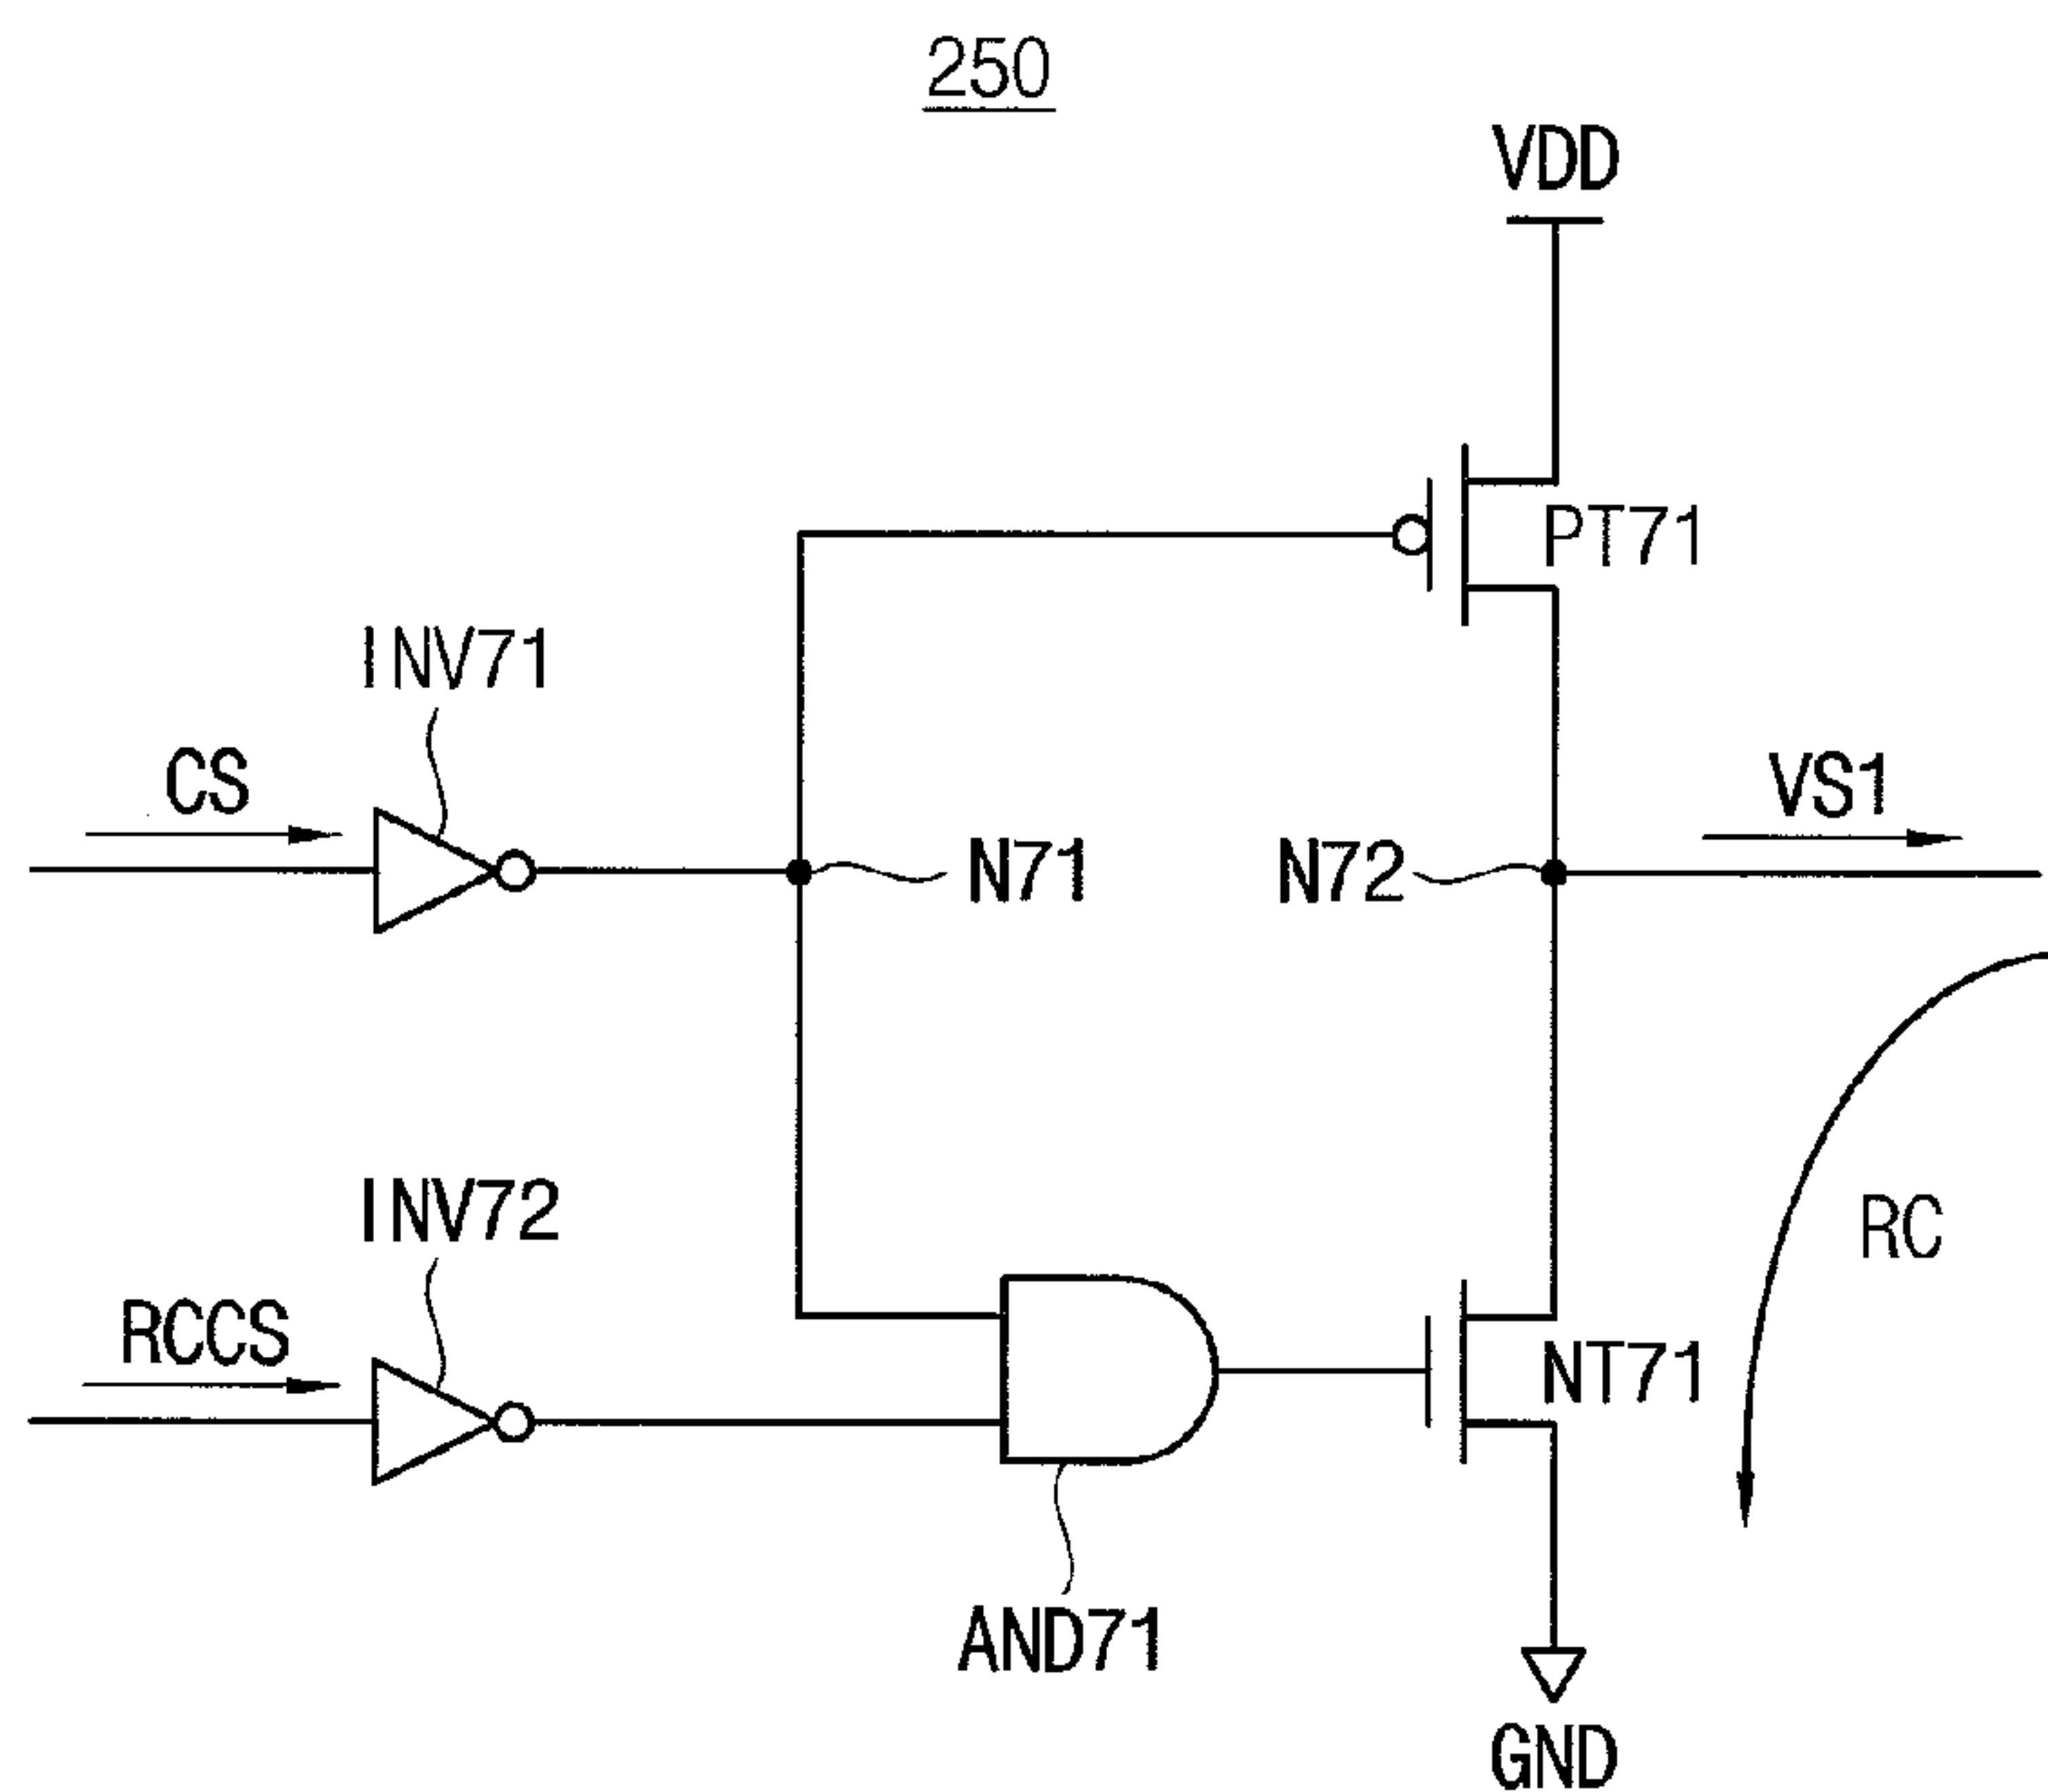 250
VDD
PT71
INV71
CS
VS1
N71
N72
INV72
RCCS
RC
NT71
AND71
GND